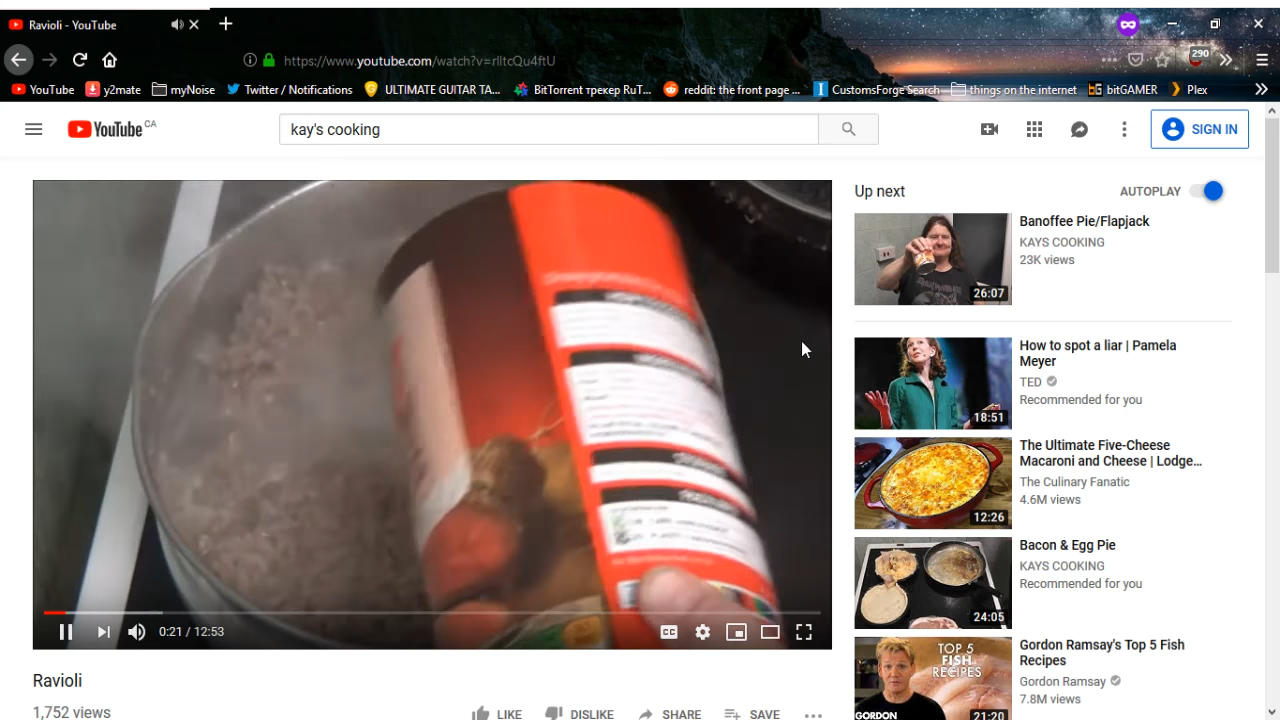 Ravioli - YouTube
https://www.youtube.com/watch?v=rlItcQu4ftU
290
YouTube
y2mate
myNoise
Twitter / Notifications
ULTIMATE GUITAR TA...
BitTorrent трекер RuT...
reddit: the front page ...
CustomsForge Search
things on the internet
bitGAMER
Plex
YouTube CA
kay's cooking
SIGN IN
Up next
AUTOPLAY
Banoffee Pie/Flapjack
KAYS COOKING
23K views
26:07
How to spot a liar | Pamela
Meyer
TED
Recommended for you
18:51
The Ultimate Five-Cheese
Macaroni and Cheese | Lodge...
The Culinary Fanatic
4.6M views
12:26
Bacon & Egg Pie
KAYS COOKING
Recommended for you
24:05
Gordon Ramsay's Top 5 Fish
Recipes
Gordon Ramsay
7.8M views
TOP 5
FISH
RECIPES
GORDON
21:20
0:21 / 12:53
CC
Ravioli
1,752 views
LIKE
DISLIKE
SHARE
SAVE